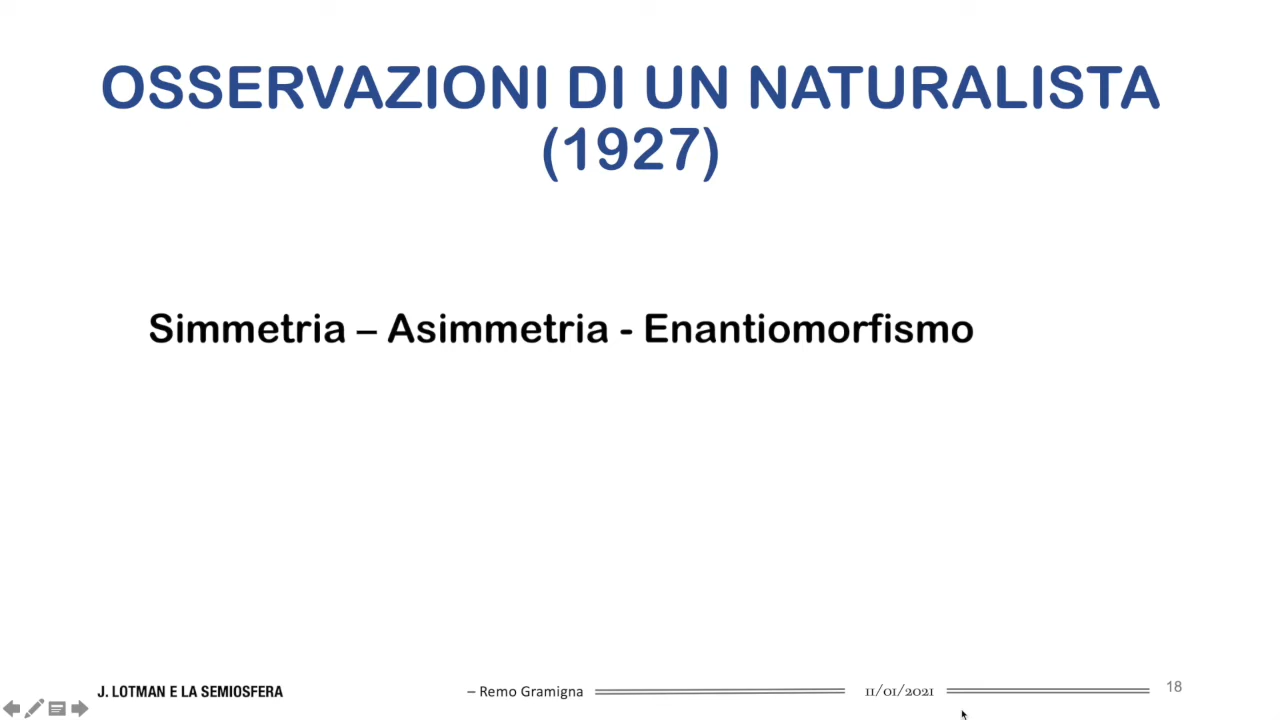 OSSERVAZIONI DI UN NATURALISTA
(1927)
Simmetria – Asimmetria - Enantiomorfismo
J. LOTMAN E LA SEMIOSFERA
– Remo Gramigna
11/01/2021
18